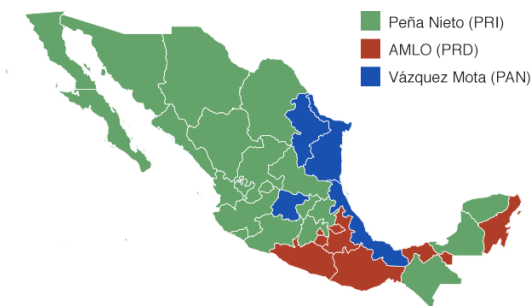 Peña Nieto (PRI)
AMLO (PRD)
Vázquez Mota (PAN)